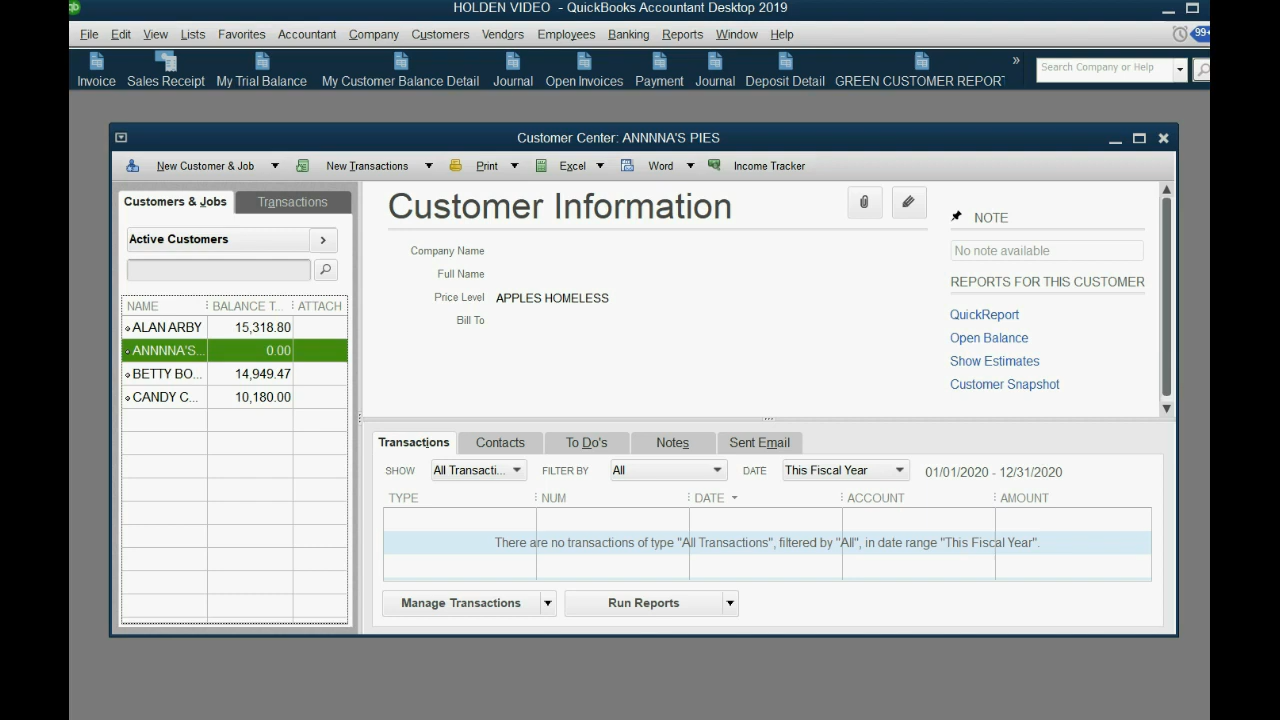 HOLDEN VIDEO - QuickBooks Accountant Desktop 2019
File Edit View Lists Favorites Accountant Company Customers Vendors Employees Banking Reports Window Help
99+
Invoice Sales Receipt My Trial Balance My Customer Balance Detail Journal Open Invoices Payment Journal Deposit Detail GREEN CUSTOMER REPORT » Search Company or Help
Customer Center: ANNNNA'S PIES
New Customer & Job New Transactions Print Excel Word Income Tracker
Customers & Jobs Transactions
Active Customers
NAME BALANCE T... ATTACH
ALAN ARBY 15,318.80
ANNNNA'S... 0.00
BETTY BO... 14,949.47
CANDY C... 10,180.00
Customer Information
Company Name
Full Name
Price Level APPLES HOMELESS
Bill To
NOTE
No note available
REPORTS FOR THIS CUSTOMER
QuickReport
Open Balance
Show Estimates
Customer Snapshot
Transactions Contacts To Do's Notes Sent Email
SHOW All Transacti... FILTER BY All DATE This Fiscal Year 01/01/2020 - 12/31/2020
TYPE NUM DATE ACCOUNT AMOUNT
There are no transactions of type "All Transactions", filtered by "All", in date range "This Fiscal Year".
Manage Transactions Run Reports